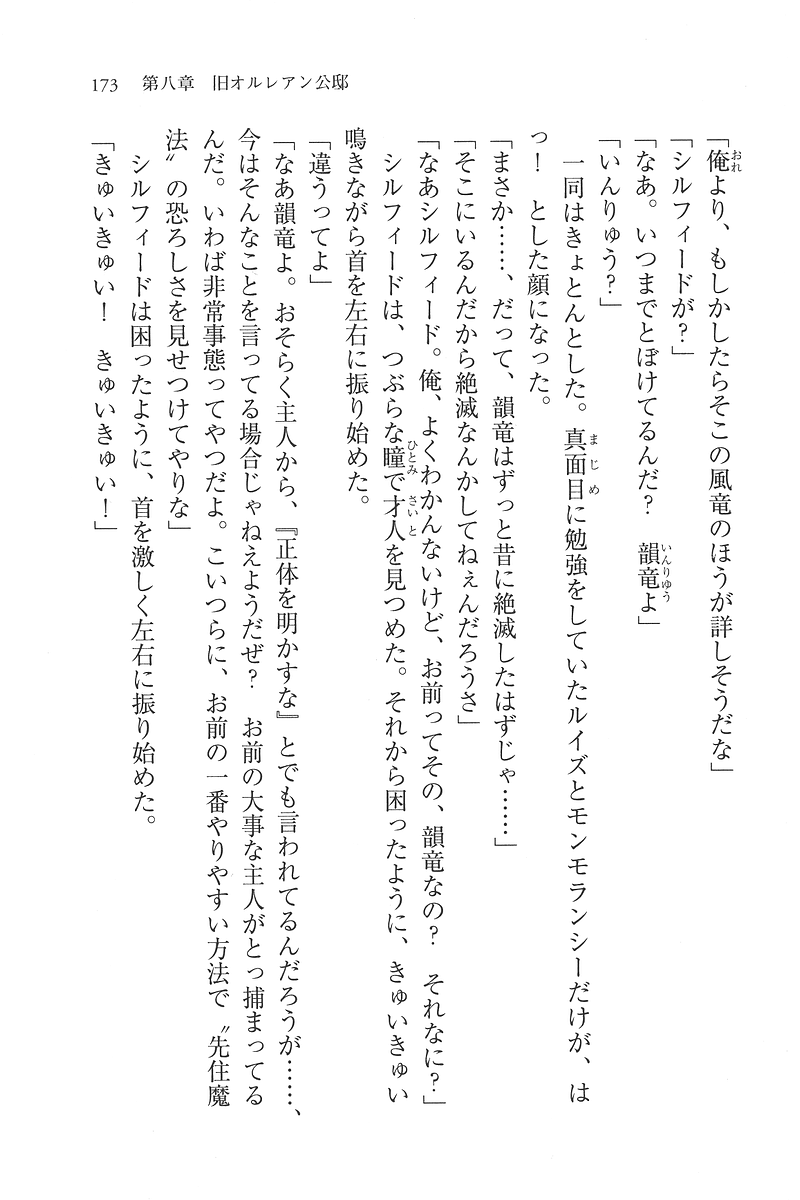 173　第八章　旧オルレアン公邸
「俺より、もしかしたらそこの風竜のほうが詳しそうだな」
「シルフィードが？」
「なあ。いつまでとぼけてるんだ？　韻竜よ」
「いんりゅう？」
　一同はきょとんとした。真面目に勉強をしていたルイズとモンモランシーだけが、は
っ！　とした顔になった。
「まさか……、だって、韻竜はずっと昔に絶滅したはずじゃ……」
「そこにいるんだから絶滅なんかしてねぇんだろうさ」
「なあシルフィード。俺、よくわかんないけど、お前ってその、韻竜なの？　それなに？」
　シルフィードは、つぶらな瞳で才人を見つめた。それから困ったように、きゅいきゅい
鳴きながら首を左右に振り始めた。
「違うってよ」
「なあ韻竜よ。おそらく主人から、『正体を明かすな』とでも言われてるんだろうが……、
今はそんなことを言ってる場合じゃねえようだぜ？　お前の大事な主人がとっ捕まってる
んだ。いわば非常事態ってやつだよ。こいつらに、お前の一番やりやすい方法で〝先住魔
法〟の恐ろしさを見せつけてやりな」
　シルフィードは困ったように、首を激しく左右に振り始めた。
「きゅいきゅい！　きゅいきゅい！」